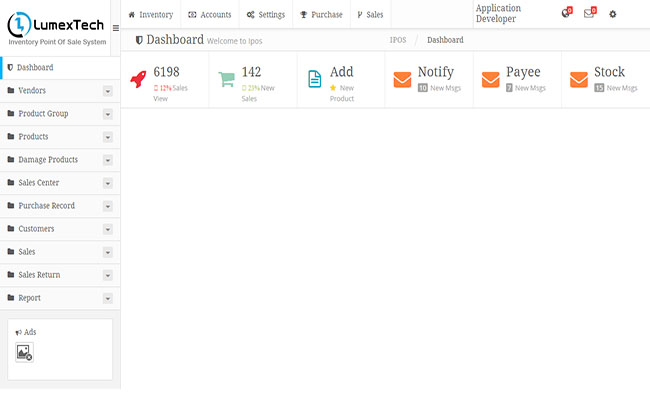 LumexTech
Inventory Point Of Sale System
Inventory
Accounts
Settings
Purchase
Sales
Application
Developer
0
0
Dashboard Welcome to Ipos
IPOS / Dashboard
Dashboard
Vendors
Product Group
Products
Damage Products
Sales Center
Purchase Record
Customers
Sales
Sales Return
Report
Ads
6198
12% Sales
View
142
23% New
Sales
Add
New
Product
Notify
10 New Msgs
Payee
7 New Msgs
Stock
15 New Msgs